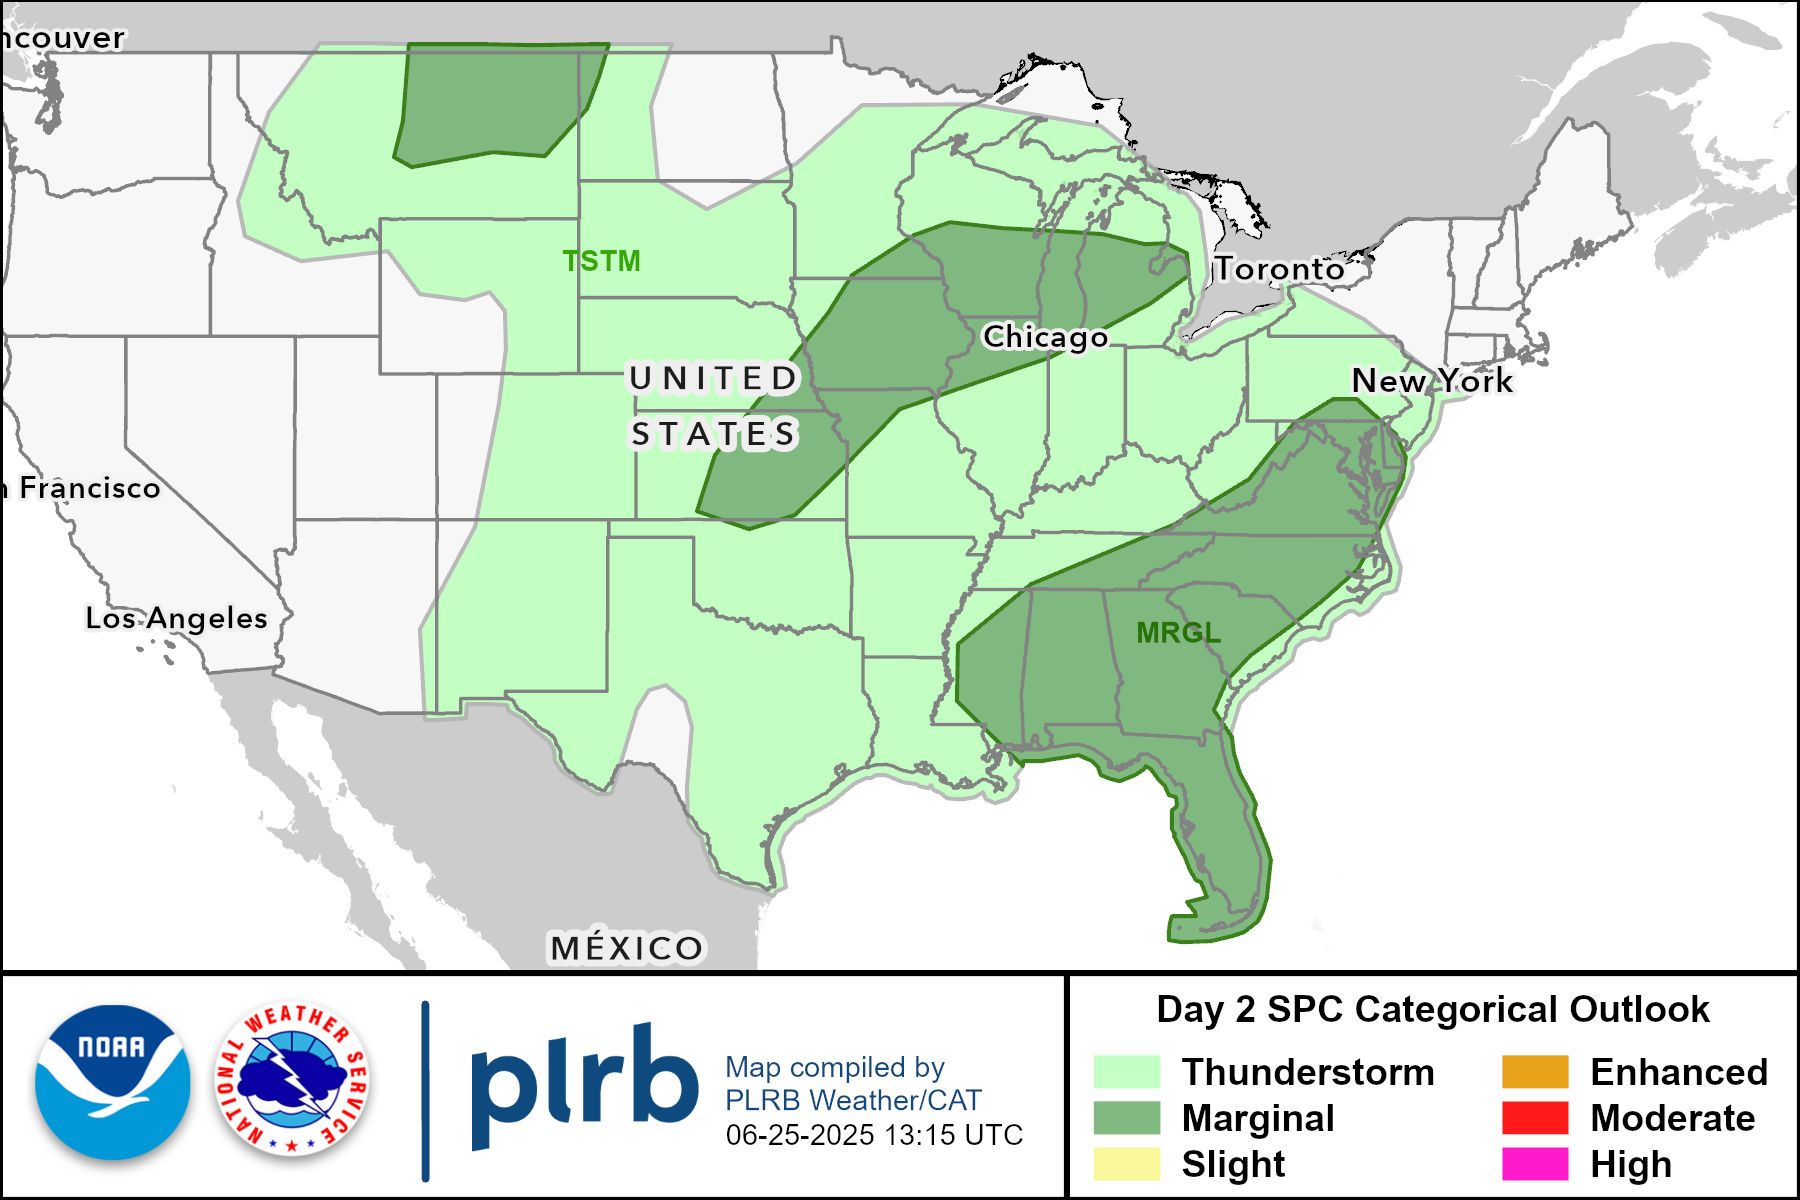 ncouver
TSTM
Toronto
Chicago
UNITED
STATES
New York
n Francisco
Los Angeles
MRGL
MÉXICO
NOAA
NATIONAL WEATHER SERVICE
plrb
Map compiled by
PLRB Weather/CAT
06-25-2025 13:15 UTC
Day 2 SPC Categorical Outlook
Thunderstorm
Marginal
Slight
Enhanced
Moderate
High